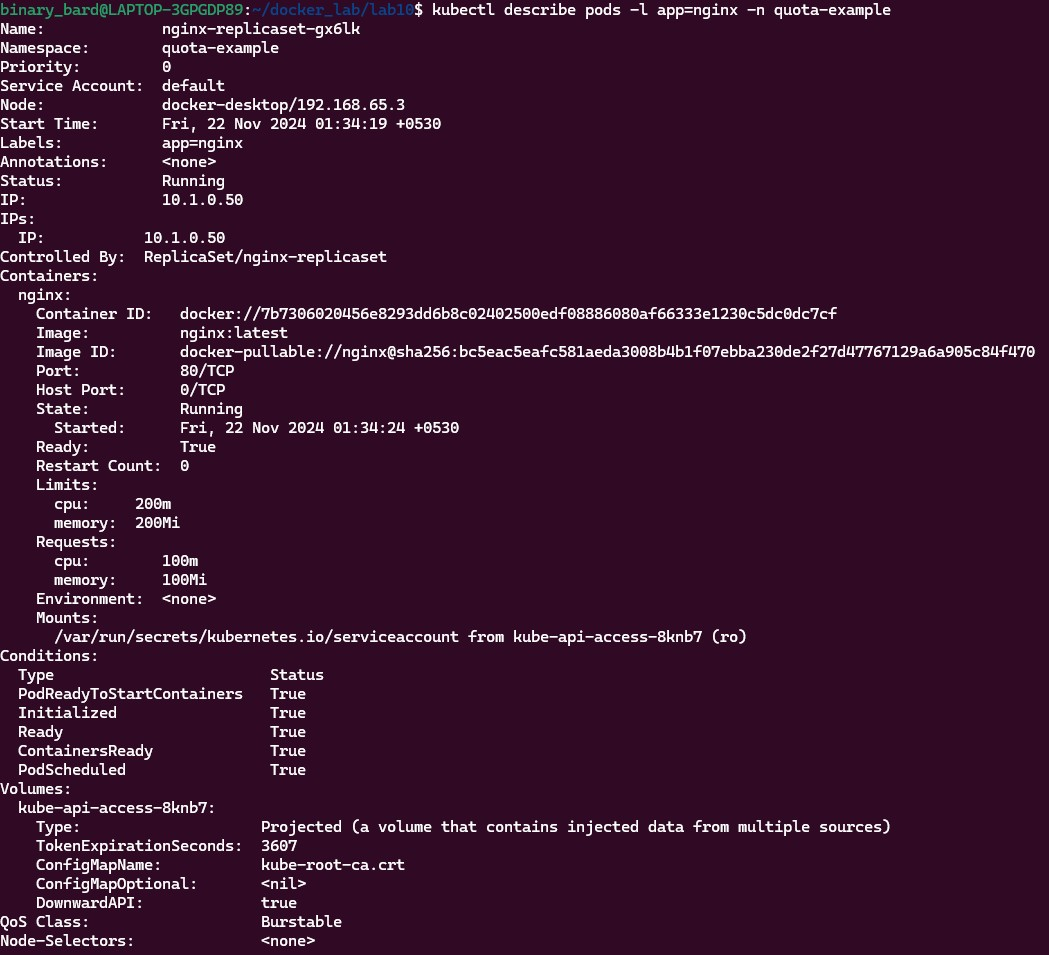 binary_bard@LAPTOP-3GPGDP89:~/docker_lab/lab10$ kubectl describe pods -l app=nginx -n quota-example
Name:             nginx-replicaset-gx6lk
Namespace:        quota-example
Priority:         0
Service Account:  default
Node:             docker-desktop/192.168.65.3
Start Time:       Fri, 22 Nov 2024 01:34:19 +0530
Labels:           app=nginx
Annotations:      <none>
Status:           Running
IP:               10.1.0.50
IPs:
  IP:           10.1.0.50
Controlled By:  ReplicaSet/nginx-replicaset
Containers:
  nginx:
    Container ID:   docker://7b7306020456e8293dd6b8c02402500edf08886080af66333e1230c5dc0dc7cf
    Image:          nginx:latest
    Image ID:       docker-pullable://nginx@sha256:bc5eac5eafc581aeda3008b4b1f07ebba230de2f27d47767129a6a905c84f470
    Port:           80/TCP
    Host Port:      0/TCP
    State:          Running
      Started:      Fri, 22 Nov 2024 01:34:24 +0530
    Ready:          True
    Restart Count:  0
    Limits:
      cpu:     200m
      memory:  200Mi
    Requests:
      cpu:        100m
      memory:     100Mi
    Environment:  <none>
    Mounts:
      /var/run/secrets/kubernetes.io/serviceaccount from kube-api-access-8knb7 (ro)
Conditions:
  Type                        Status
  PodReadyToStartContainers   True
  Initialized                 True
  Ready                       True
  ContainersReady             True
  PodScheduled                True
Volumes:
  kube-api-access-8knb7:
    Type:                    Projected (a volume that contains injected data from multiple sources)
    TokenExpirationSeconds:  3607
    ConfigMapName:           kube-root-ca.crt
    ConfigMapOptional:       <nil>
    DownwardAPI:             true
QoS Class:                   Burstable
Node-Selectors:              <none>